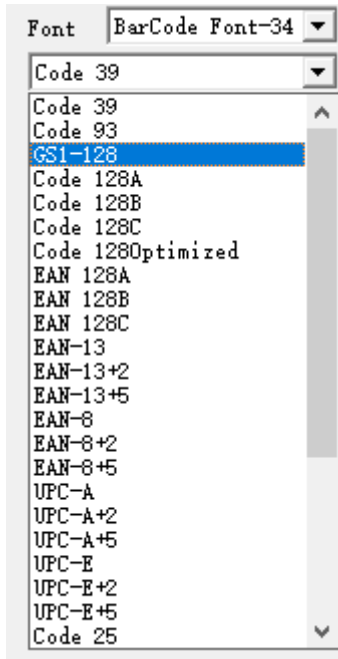 Font BarCode Font-34
Code 39
Code 39
Code 93
GS1-128
Code 128A
Code 128B
Code 128C
Code 128Optimized
EAN 128A
EAN 128B
EAN 128C
EAN-13
EAN-13+2
EAN-13+5
EAN-8
EAN-8+2
EAN-8+5
UPC-A
UPC-A+2
UPC-A+5
UPC-E
UPC-E+2
UPC-E+5
Code 25